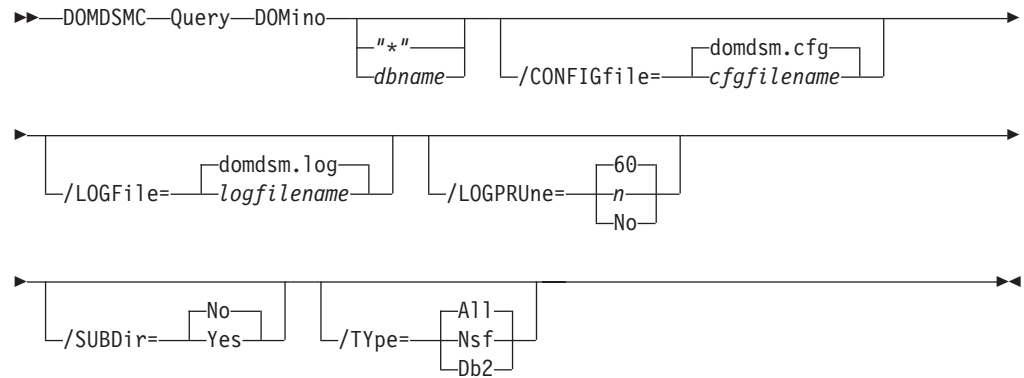 DOMDSMC Query DOMino
"*"
dbname
/CONFIGfile=
domdsm.cfg
cfgfilename
/LOGFile=
domdsm.log
logfilename
/LOGPRUne=
60
n
No
/SUBDir=
No
Yes
/TYpe=
All
Nsf
Db2